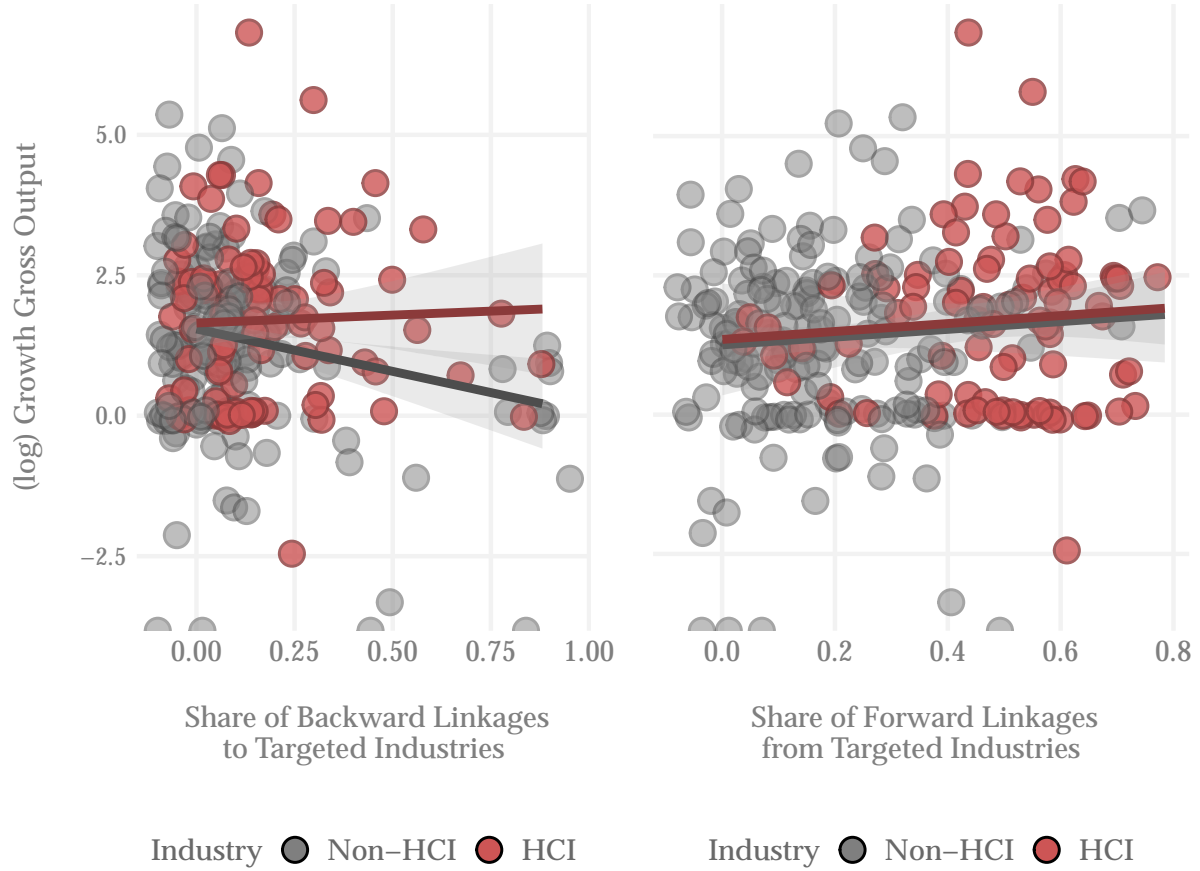 (log) Growth Gross Output
5.0
2.5
0.0
−2.5
0.00 0.25 0.50 0.75 1.00
Share of Backward Linkages
to Targeted Industries
Industry Non−HCI HCI
0.0 0.2 0.4 0.6 0.8
Share of Forward Linkages
from Targeted Industries
Industry Non−HCI HCI